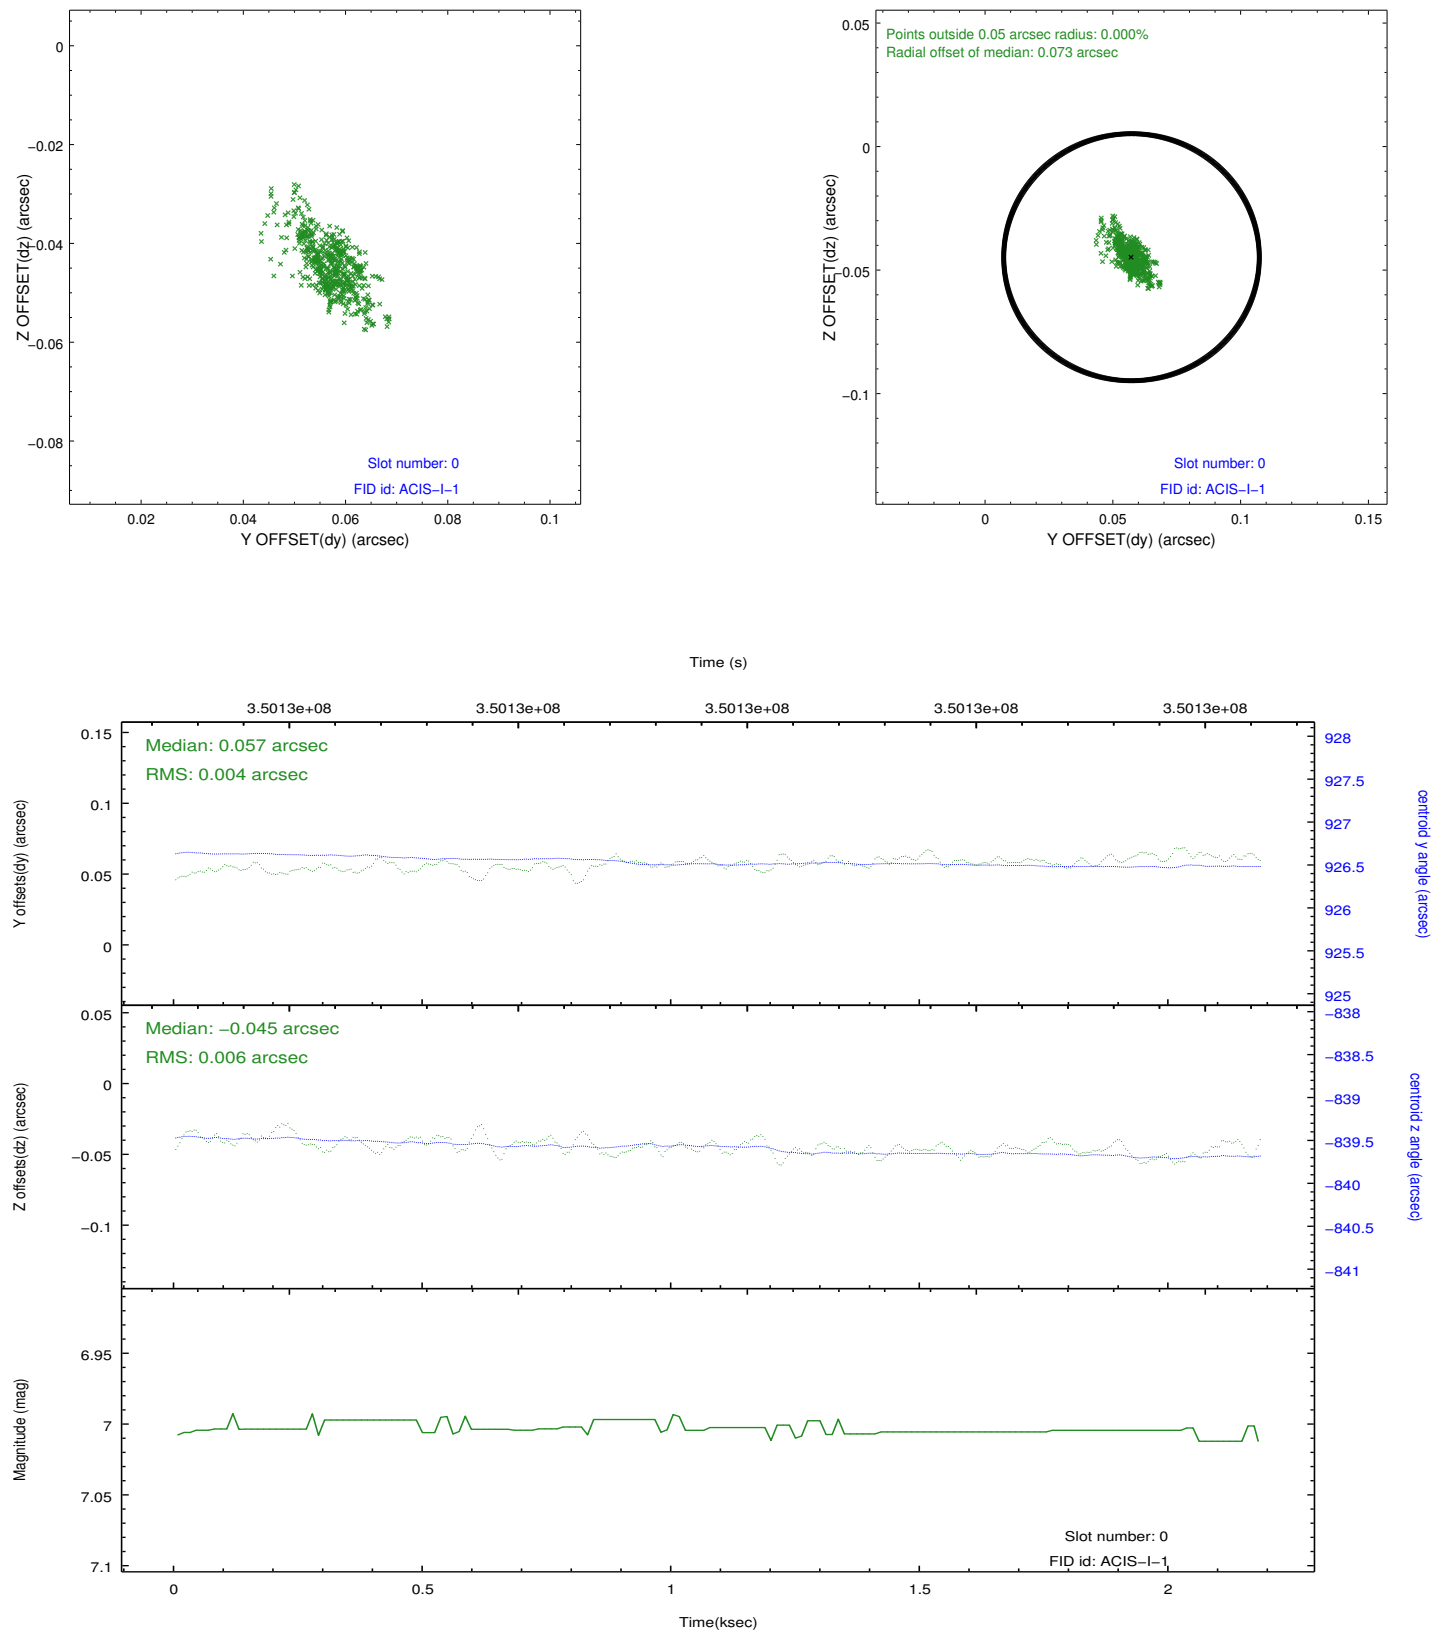 0
−0.02
−0.04
−0.06
−0.08
Z OFFSET(dz) (arcsec)
0.02
0.04
0.06
0.08
0.1
Y OFFSET(dy) (arcsec)
Slot number: 0
FID id: ACIS−I−1
Points outside 0.05 arcsec radius: 0.000%
Radial offset of median: 0.073 arcsec
0.05
0
−0.05
−0.1
Z OFFSET(dz) (arcsec)
0
0.05
0.1
0.15
Y OFFSET(dy) (arcsec)
Slot number: 0
FID id: ACIS−I−1
Time (s)
3.5013e+08
3.5013e+08
3.5013e+08
3.5013e+08
3.5013e+08
Median: 0.057 arcsec
RMS: 0.004 arcsec
0.15
0.1
0.05
0
Y offsets(dy) (arcsec)
928
927.5
927
926.5
926
925.5
925
centroid y angle (arcsec)
Median: −0.045 arcsec
RMS: 0.006 arcsec
0.05
0
−0.05
−0.1
Z offsets(dz) (arcsec)
−838
−838.5
−839
−839.5
−840
−840.5
−841
centroid z angle (arcsec)
6.95
7
7.05
7.1
Magnitude (mag)
Slot number: 0
FID id: ACIS−I−1
0
0.5
1
1.5
2
Time(ksec)